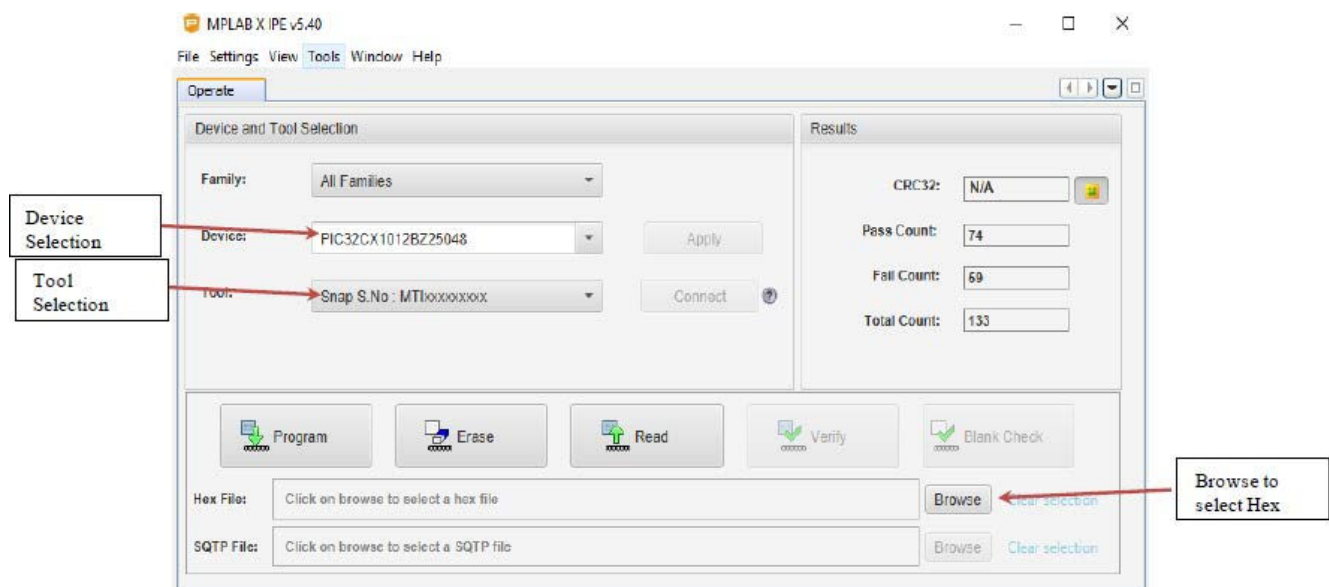 MPLAB X IPE v5.40
File Settings View Tools Window Help
Operate
Device and Tool Selection
Results
Family:
All Families
CRC32:
N/A
Device
Selection
Device:
PIC32CX1012BZ25048
Apply
Pass Count:
74
Tool
Selection
Tool:
Snap S.No : MTIxxxxxxxxx
Connect
?
Fail Count:
59
Total Count:
133
Program
Erase
Read
Verify
Blank Check
Hex File:
Click on browse to select a hex file
Browse
Clear selection
Browse to
select Hex
SQTP File:
Click on browse to select a SQTP file
Browse
Clear selection